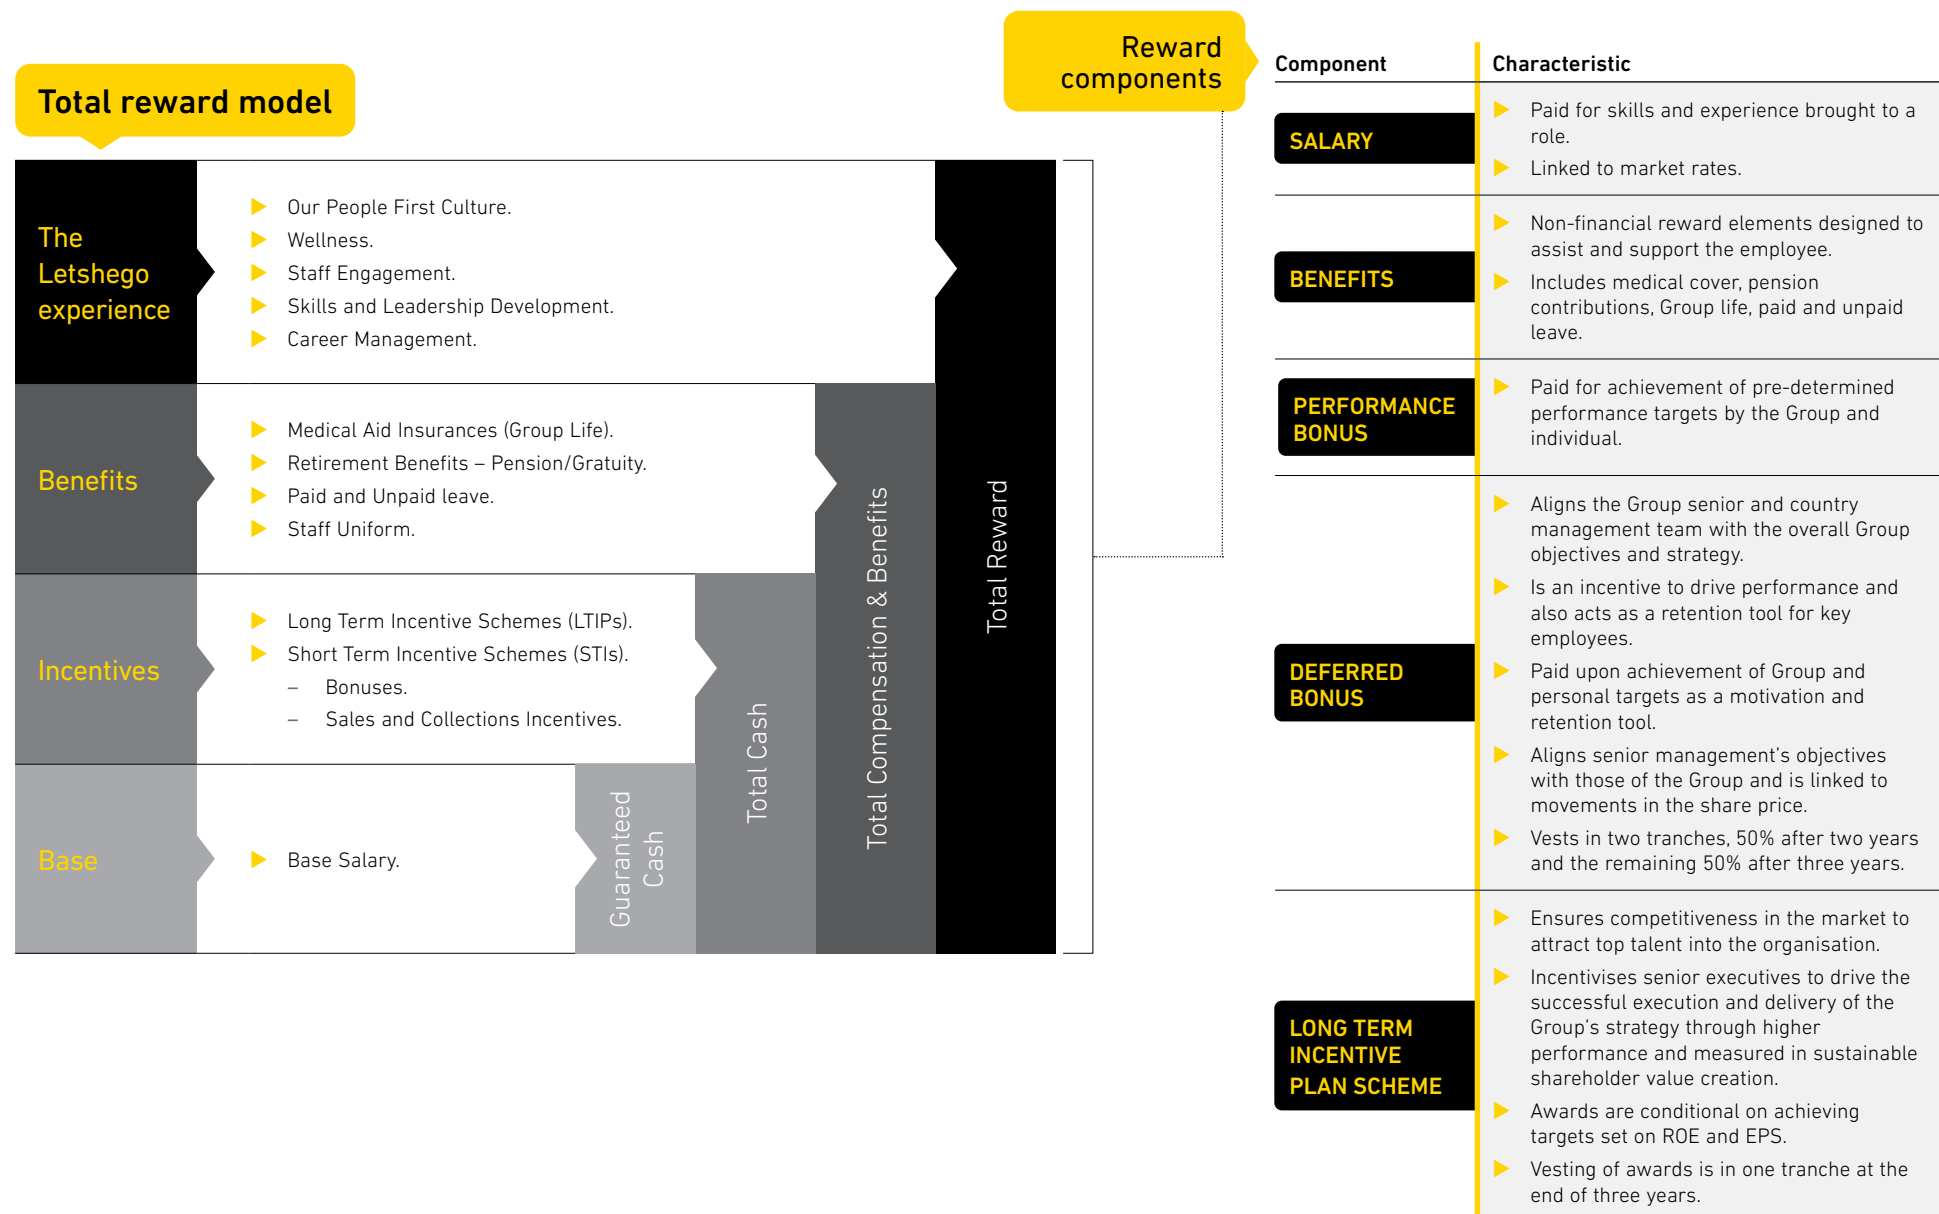 Total reward model
The
Letshego
experience
Our People First Culture.
Wellness.
Staff Engagement.
Skills and Leadership Development.
Career Management.
Benefits
Medical Aid Insurances (Group Life).
Retirement Benefits – Pension/Gratuity.
Paid and Unpaid leave.
Staff Uniform.
Incentives
Long Term Incentive Schemes (LTIPs).
Short Term Incentive Schemes (STIs).
– Bonuses.
– Sales and Collections Incentives.
Base
Base Salary.
Guaranteed
Cash
Total Cash
Total Compensation & Benefits
Total Reward
Reward
components
Component
Characteristic
SALARY
Paid for skills and experience brought to a
role.
Linked to market rates.
BENEFITS
Non-financial reward elements designed to
assist and support the employee.
Includes medical cover, pension
contributions, Group life, paid and unpaid
leave.
PERFORMANCE
BONUS
Paid for achievement of pre-determined
performance targets by the Group and
individual.
DEFERRED
BONUS
Aligns the Group senior and country
management team with the overall Group
objectives and strategy.
Is an incentive to drive performance and
also acts as a retention tool for key
employees.
Paid upon achievement of Group and
personal targets as a motivation and
retention tool.
Aligns senior management's objectives
with those of the Group and is linked to
movements in the share price.
Vests in two tranches, 50% after two years
and the remaining 50% after three years.
LONG TERM
INCENTIVE
PLAN SCHEME
Ensures competitiveness in the market to
attract top talent into the organisation.
Incentivises senior executives to drive the
successful execution and delivery of the
Group's strategy through higher
performance and measured in sustainable
shareholder value creation.
Awards are conditional on achieving
targets set on ROE and EPS.
Vesting of awards is in one tranche at the
end of three years.